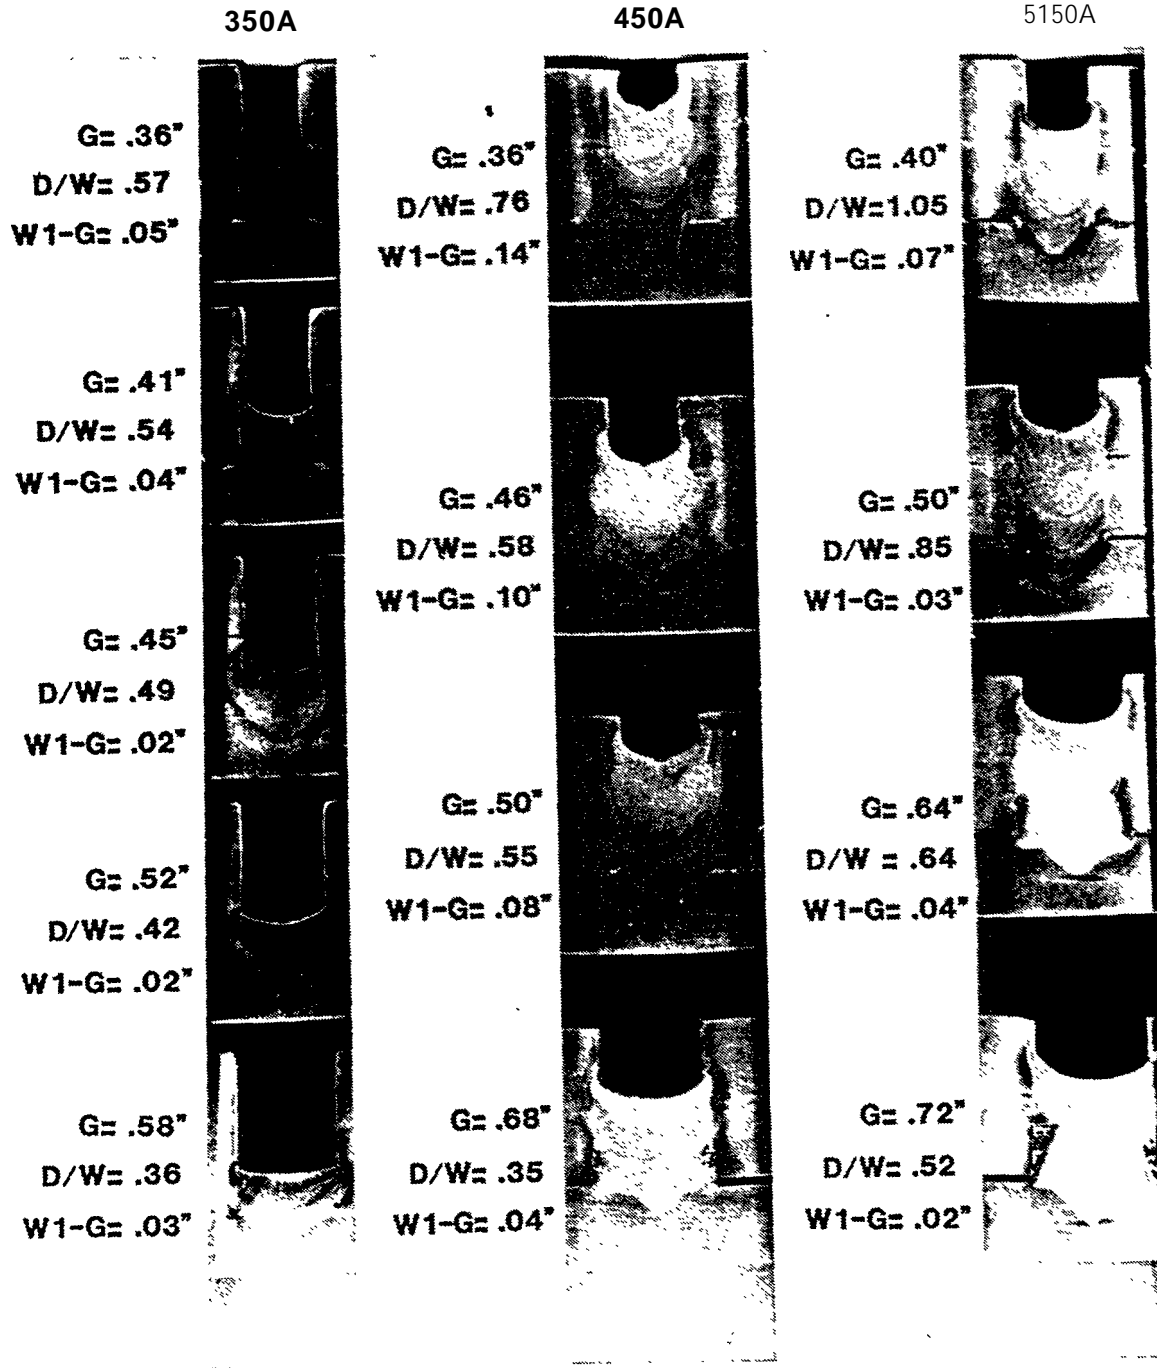 350A
G= .36"
D/W= .57
W1-G= .05"
G= .41"
D/W= .54
W1-G= .04"
G= .45"
D/W= .49
W1-G= .02"
G= .52"
D/W= .42
W1-G= .02"
G= .58"
D/W= .36
W1-G= .03"
450A
G= .36"
D/W= .76
W1-G= .14"
G= .46"
D/W= .58
W1-G= .10"
G= .50"
D/W= .55
W1-G= .08"
G= .68"
D/W= .35
W1-G= .04"
5150A
G= .40"
D/W=1.05
W1-G= .07"
G= .50"
D/W= .85
W1-G= .03"
G= .64"
D/W = .64
W1-G= .04"
G= .72"
D/W= .52
W1-G= .02"